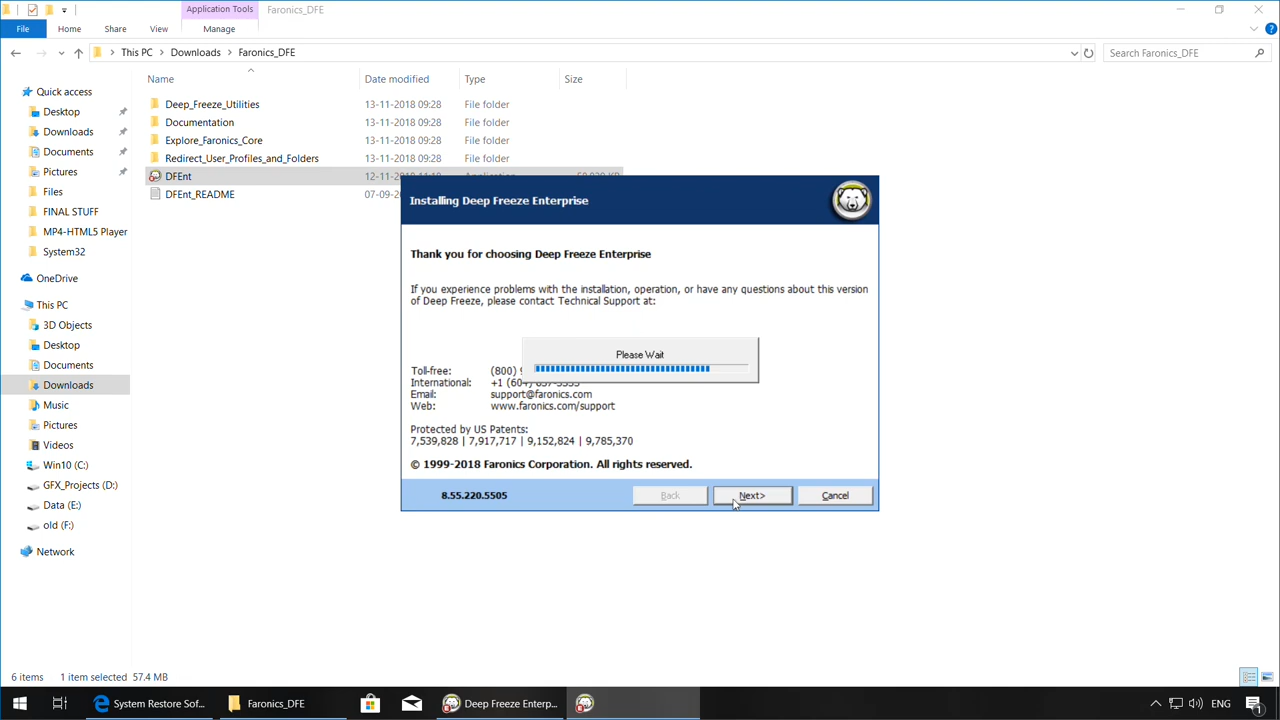 Application Tools
Faronics_DFE
File
Home
Share
View
Manage
This PC
Downloads
Faronics_DFE
Search Faronics_DFE
Name
Date modified
Type
Size
Quick access
Desktop
Downloads
Documents
Pictures
Files
FINAL STUFF
MP4-HTML5 Player
System32
OneDrive
This PC
3D Objects
Desktop
Documents
Downloads
Music
Pictures
Videos
Win10 (C:)
GFX_Projects (D:)
Data (E:)
old (F:)
Network
Deep_Freeze_Utilities 13-11-2018 09:28 File folder
Documentation 13-11-2018 09:28 File folder
Explore_Faronics_Core 13-11-2018 09:28 File folder
Redirect_User_Profiles_and_Folders 13-11-2018 09:28 File folder
DFEnt
DFEnt_README 07-09-2
Installing Deep Freeze Enterprise
Thank you for choosing Deep Freeze Enterprise
If you experience problems with the installation, operation, or have any questions about this version
of Deep Freeze, please contact Technical Support at:
Please Wait
Toll-free: (800)
International: +1 (604)
Email: support@faronics.com
Web: www.faronics.com/support
Protected by US Patents:
7,539,828 | 7,917,717 | 9,152,824 | 9,785,370
© 1999-2018 Faronics Corporation. All rights reserved.
8.55.220.5505
Back
Next>
Cancel
6 items 1 item selected 57.4 MB
System Restore Sof...
Faronics_DFE
Deep Freeze Enterp...
ENG
1